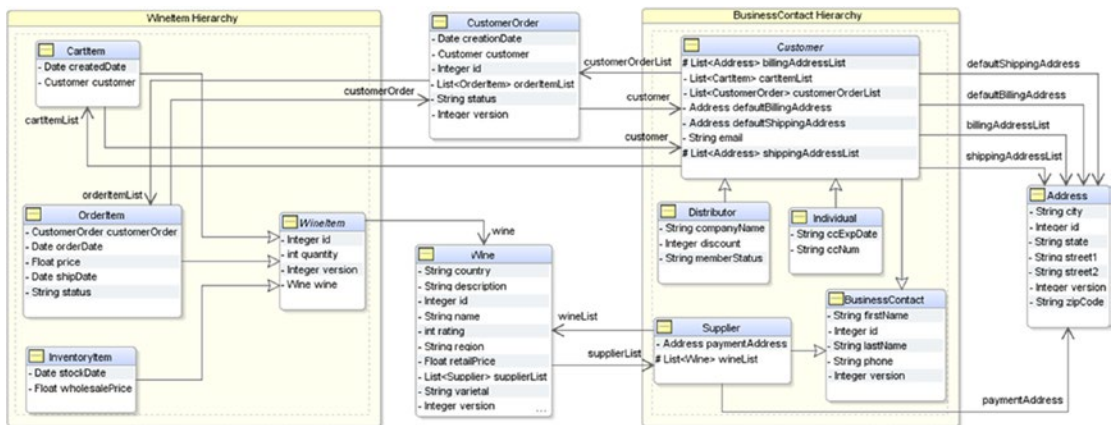 WineItem Hierarchy
CartItem
- Date createdDate
- Customer customer
cartItemList
orderItemList
OrderItem
- CustomerOrder customerOrder
- Date orderDate
- Float price
- Date shipDate
- String status
InventoryItem
- Date stockDate
- Float wholesalePrice
WineItem
- Integer id
- int quantity
- Integer version
- Wine wine
customerOrder
CustomerOrder
- Date creationDate
- Customer customer
- Integer id
- List<OrderItem> orderItemList
- String status
- Integer version
customerOrderList
customer
customer
wine
Wine
- String country
- String description
- Integer id
- String name
- int rating
- String region
- Float retailPrice
- List<Supplier> supplierList
- String varietal
- Integer version
...
wineList
supplierList
BusinessContact Hierarchy
Customer
# List<Address> billingAddressList
- List<CartItem> cartItemList
- List<CustomerOrder> customerOrderList
- Address defaultBillingAddress
- Address defaultShippingAddress
- String email
# List<Address> shippingAddressList
Distributor
- String companyName
- Integer discount
- String memberStatus
Individual
- String ccExpDate
- String ccNum
Supplier
- Address paymentAddress
# List<Wine> wineList
BusinessContact
- String firstName
- Integer id
- String lastName
- String phone
- Integer version
defaultShippingAddress
defaultBillingAddress
billingAddressList
shippingAddressList
Address
- String city
- Integer id
- String state
- String street1
- String street2
- Integer version
- String zipCode
paymentAddress